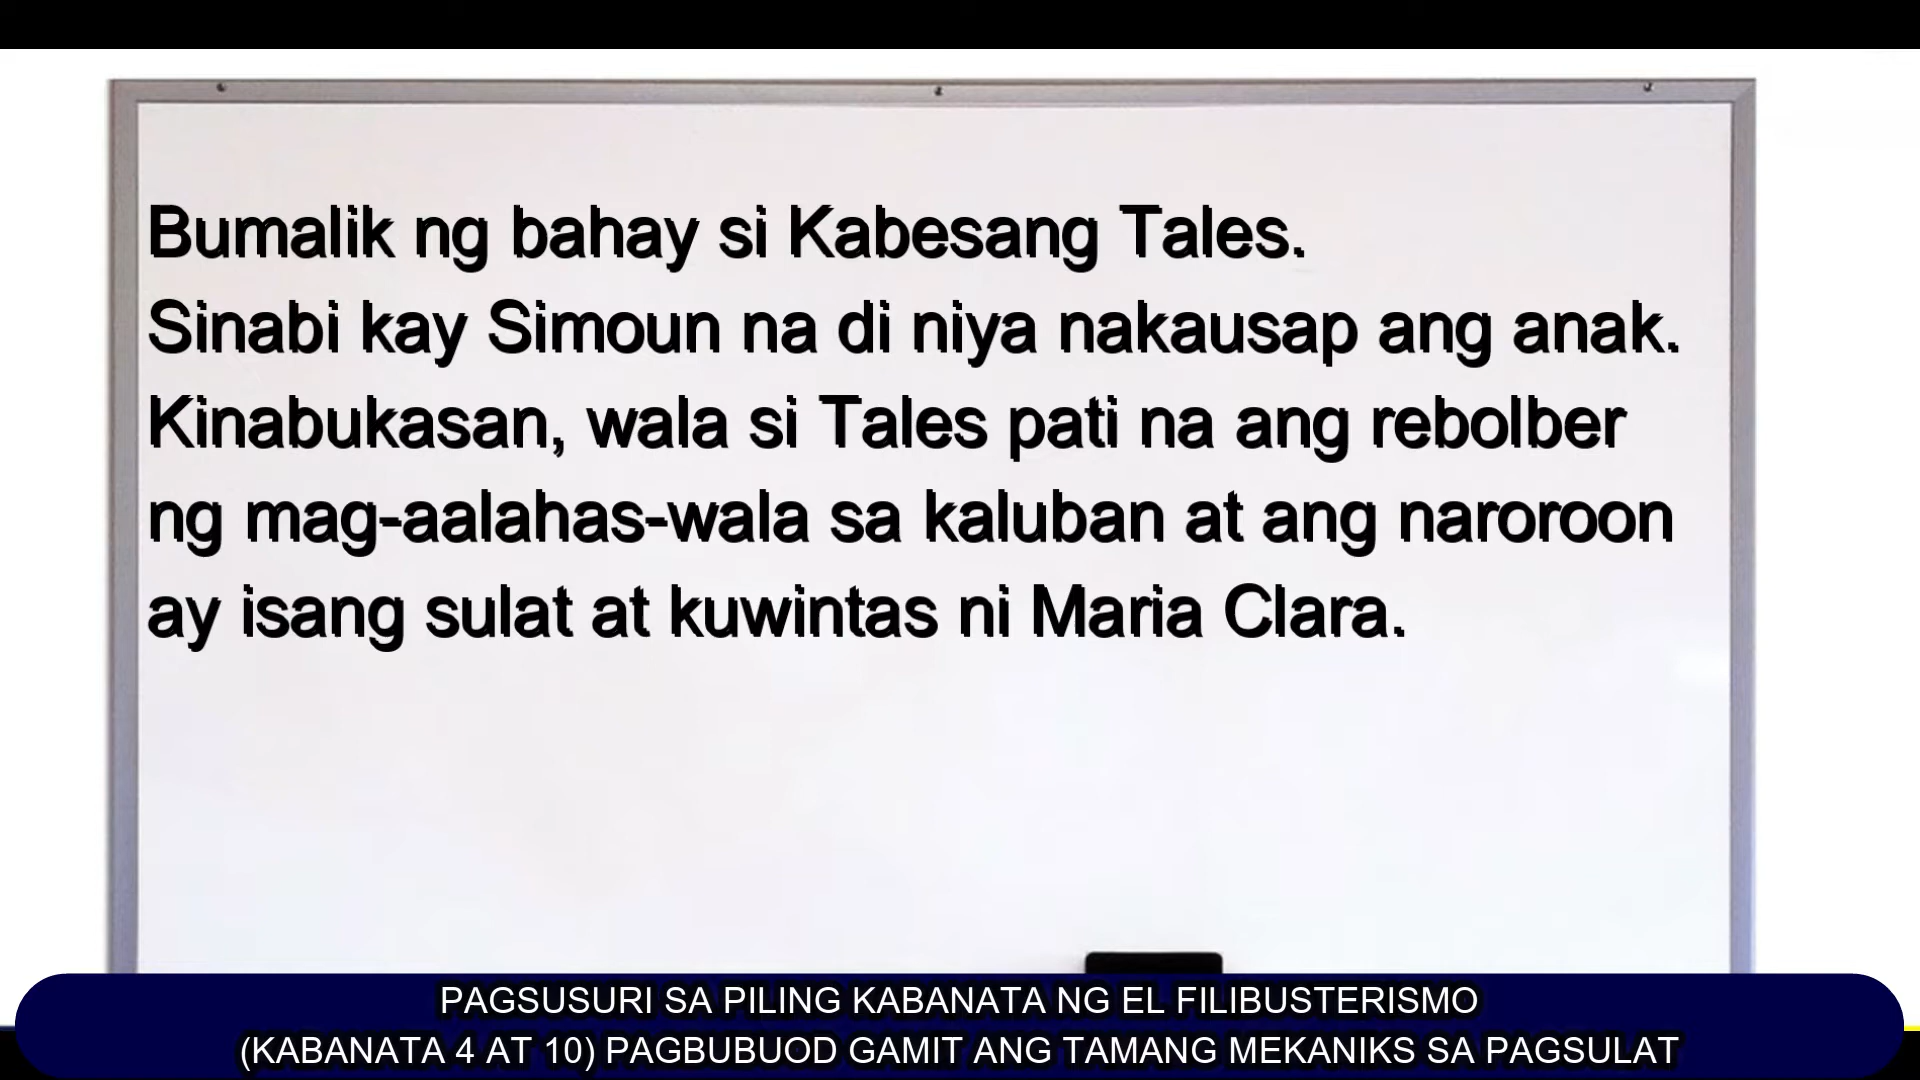 Bumalik ng bahay si Kabesang Tales.
Sinabi kay Simoun na di niya nakausap ang anak.
Kinabukasan, wala si Tales pati na ang rebolber
ng mag-aalahas-wala sa kaluban at ang naroroon
ay isang sulat at kuwintas ni Maria Clara.
PAGSUSURI SA PILING KABANATA NG EL FILIBUSTERISMO
(KABANATA 4 AT 10) PAGBUBUOD GAMIT ANG TAMANG MEKANIKS SA PAGSULAT